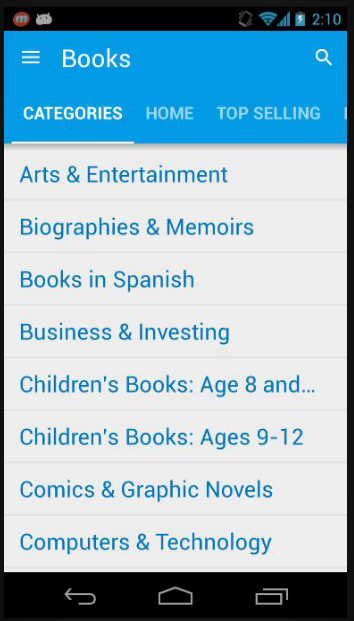 2:10
Books
CATEGORIES HOME TOP SELLING
Arts & Entertainment
Biographies & Memoirs
Books in Spanish
Business & Investing
Children's Books: Age 8 and...
Children's Books: Ages 9-12
Comics & Graphic Novels
Computers & Technology